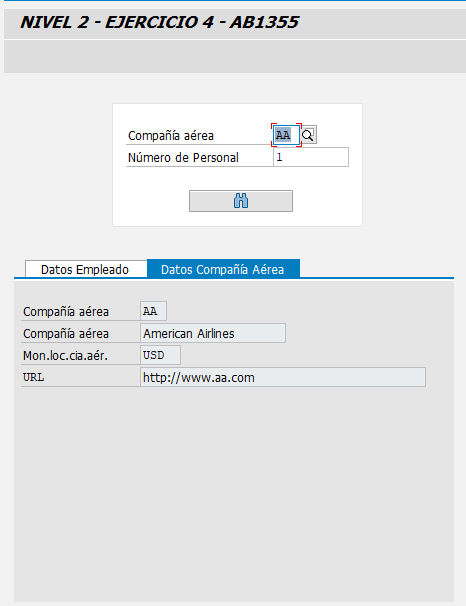 NIVEL 2 - EJERCICIO 4 - AB1355
Compañía aérea AA
Número de Personal 1
Datos Empleado Datos Compañía Aérea
Compañía aérea AA
Compañía aérea American Airlines
Mon.loc.cia.aér. USD
URL http://www.aa.com